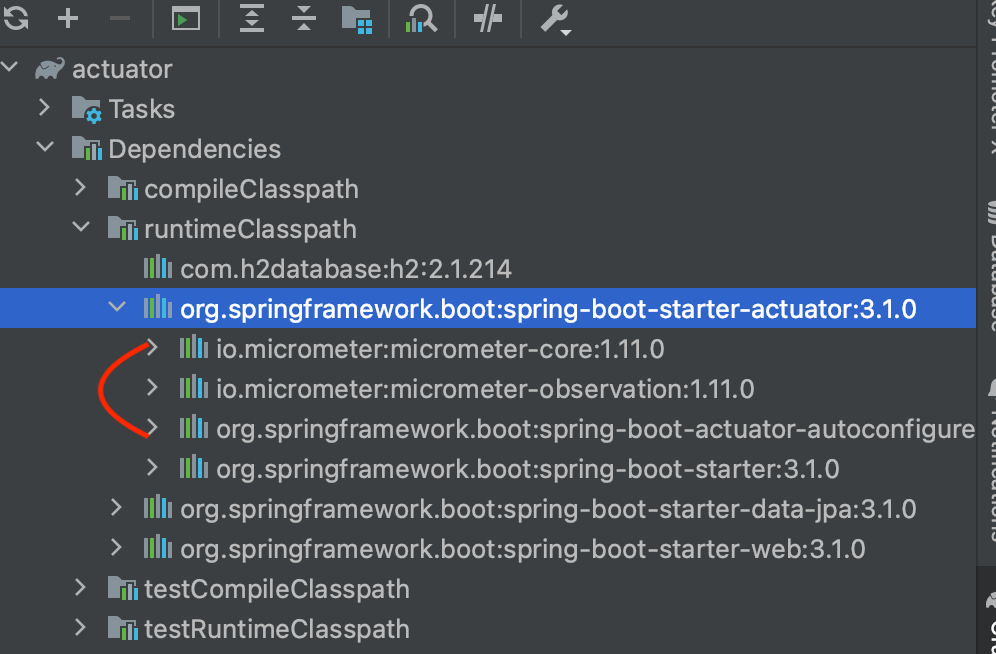 actuator
Tasks
Dependencies
compileClasspath
runtimeClasspath
com.h2database:h2:2.1.214
org.springframework.boot:spring-boot-starter-actuator:3.1.0
io.micrometer:micrometer-core:1.11.0
io.micrometer:micrometer-observation:1.11.0
org.springframework.boot:spring-boot-actuator-autoconfigure
org.springframework.boot:spring-boot-starter:3.1.0
org.springframework.boot:spring-boot-starter-data-jpa:3.1.0
org.springframework.boot:spring-boot-starter-web:3.1.0
testCompileClasspath
testRuntimeClasspath
Database
Notifications